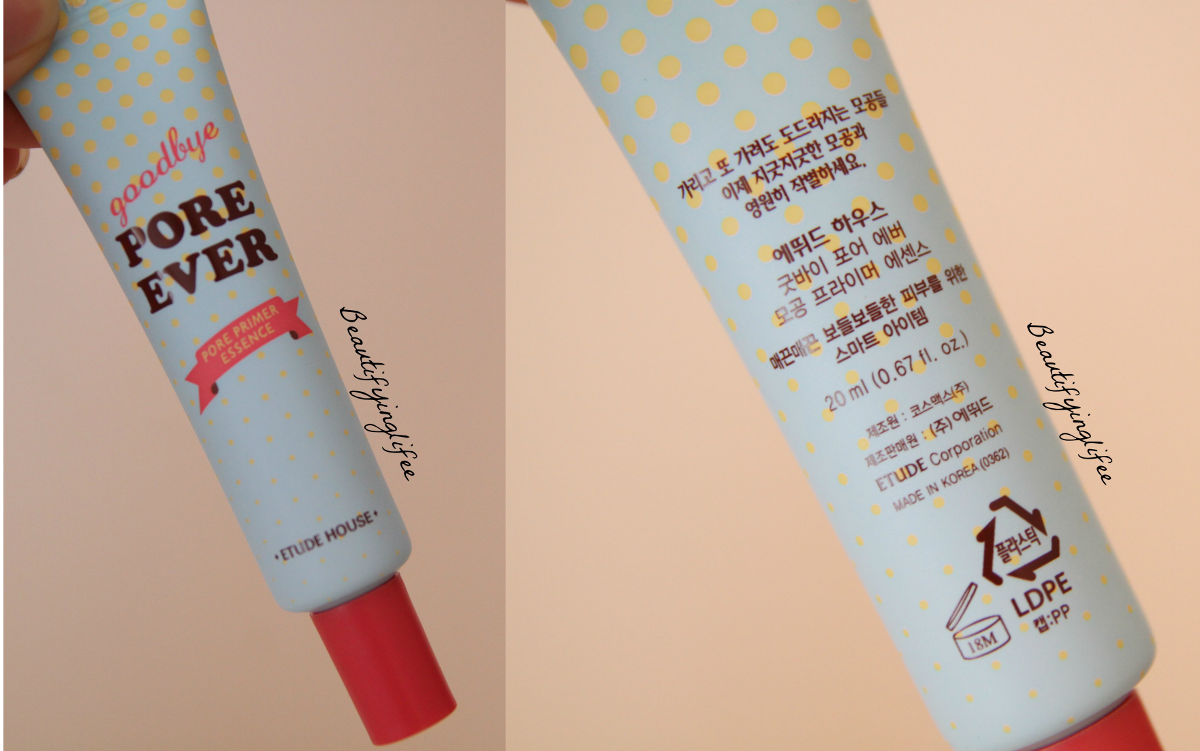 goodbye
PORE
EVER
PORE PRIMER
ESSENCE
• ETUDE HOUSE •
Beautifyinglifee
가리고 또 가려도 도드라지는 모공들
이제 지긋지긋한 모공과
영원히 작별하세요.
에뛰드 하우스
굿바이 포어 에버
모공 프라이머 에센스
매끈매끈 보들보들한 피부를 위한
스마트 아이템
20 ml (0.67 fl. oz.)
제조원 : 코스맥스(주)
제조판매원 : (주)에뛰드
ETUDE Corporation
MADE IN KOREA (0362)
플라스틱
LDPE
캡:PP
18M
Beautifyinglifee